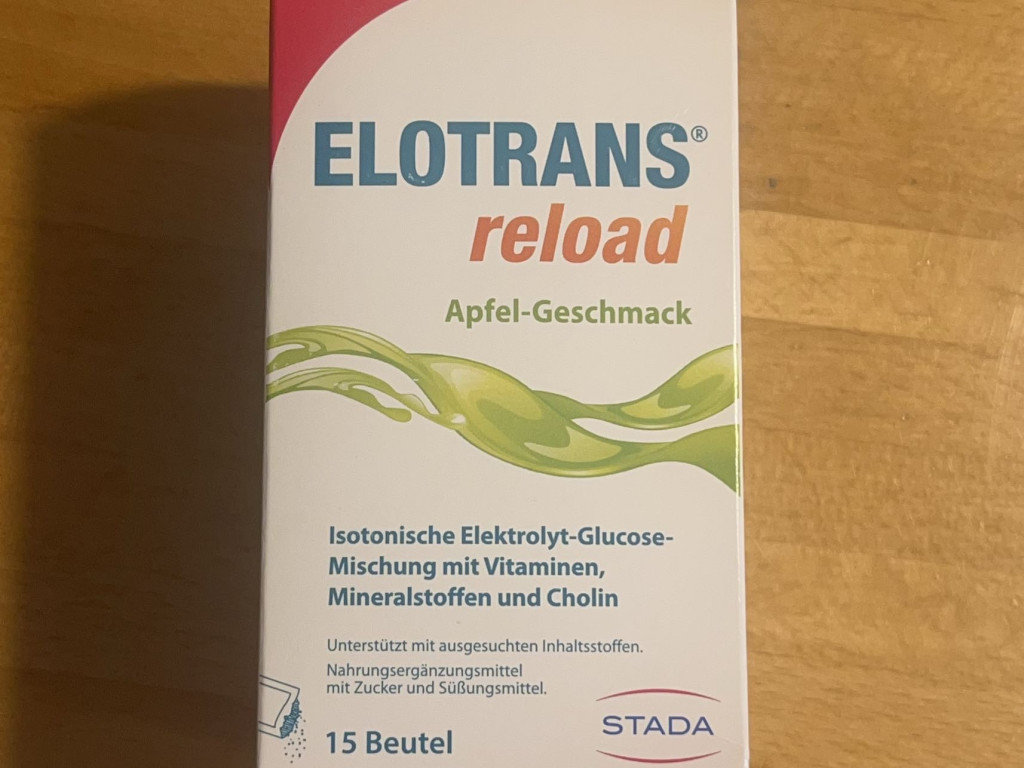 ELOTRANS®
reload
Apfel-Geschmack
Isotonische Elektrolyt-Glucose-
Mischung mit Vitaminen,
Mineralstoffen und Cholin
Unterstützt mit ausgesuchten Inhaltsstoffen.
Nahrungsergänzungsmittel
mit Zucker und Süßungsmittel.
15 Beutel
STADA